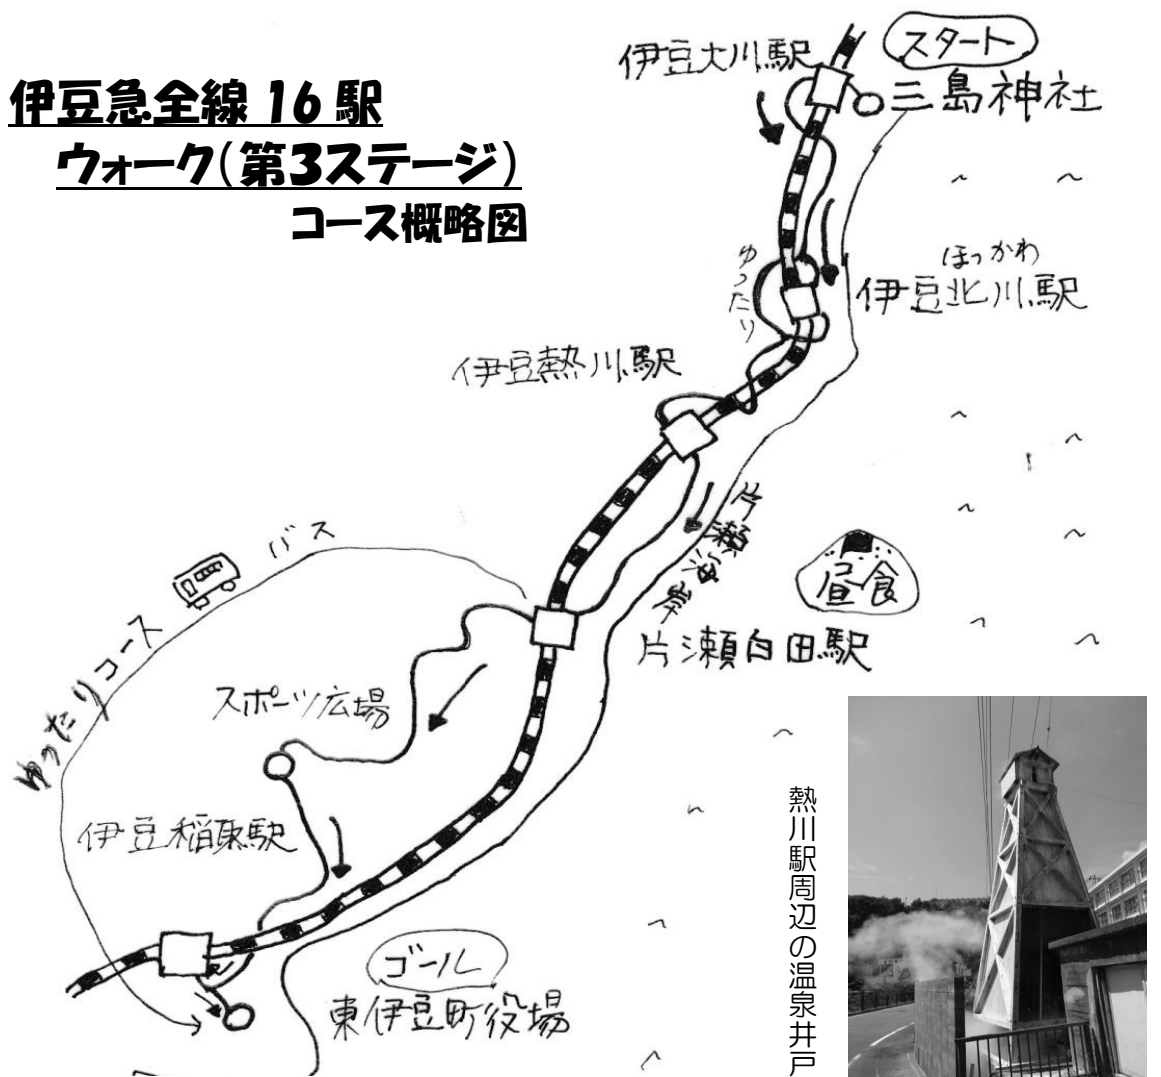 伊豆急全線 16 駅
ウォーク(第3ステージ)
コース概略図
スタート
三島神社
伊豆大川駅
ほっかわ
伊豆北川駅
ゆったり
伊豆熱川駅
片瀬海岸
昼食
片瀬白田駅
バス
ゆったりコース
スポーツ広場
伊豆稲取駅
ゴール
東伊豆町役場
熱川駅周辺の温泉井戸